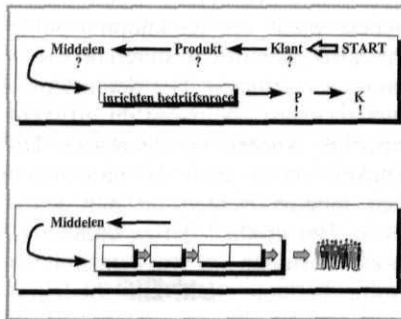 Middelen Produkt Klant START
? ? ?
inrichten bedrijfsproce P K
! !
Middelen